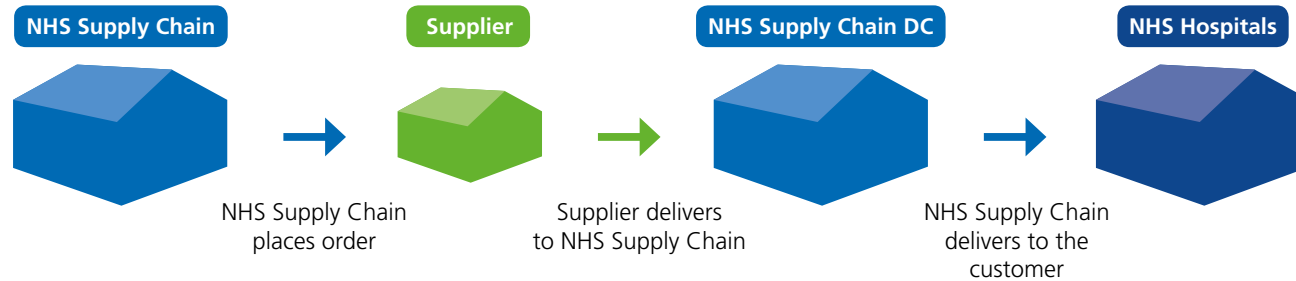 NHS Supply Chain
Supplier
NHS Supply Chain DC
NHS Hospitals
NHS Supply Chain
places order
Supplier delivers
to NHS Supply Chain
NHS Supply Chain
delivers to the
customer